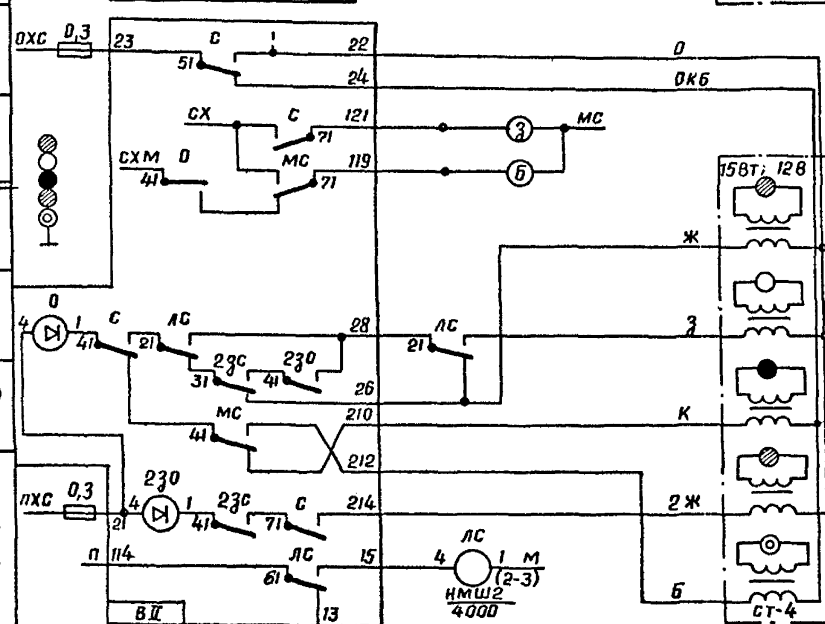 ОХС 0,3 23 С 22 О
51 24 ОКБ
СХ С 121 З МС
71
СХМ О МС 119 Б
41 71
15Вт; 12В
Ж
О
4 1 С ЛС 28 ЛС З
41 21 21
2ЗС 2ЗО
31 41 26
МС 210 К
41 212
ПХС 0,3 2ЗО 2ЗС С 214 2Ж
21 4 1 41 71
П 114 ЛС 15 4 ЛС 1 М
61 (2-3)
НМШ2
4000
Б
ВII 13 СТ-4